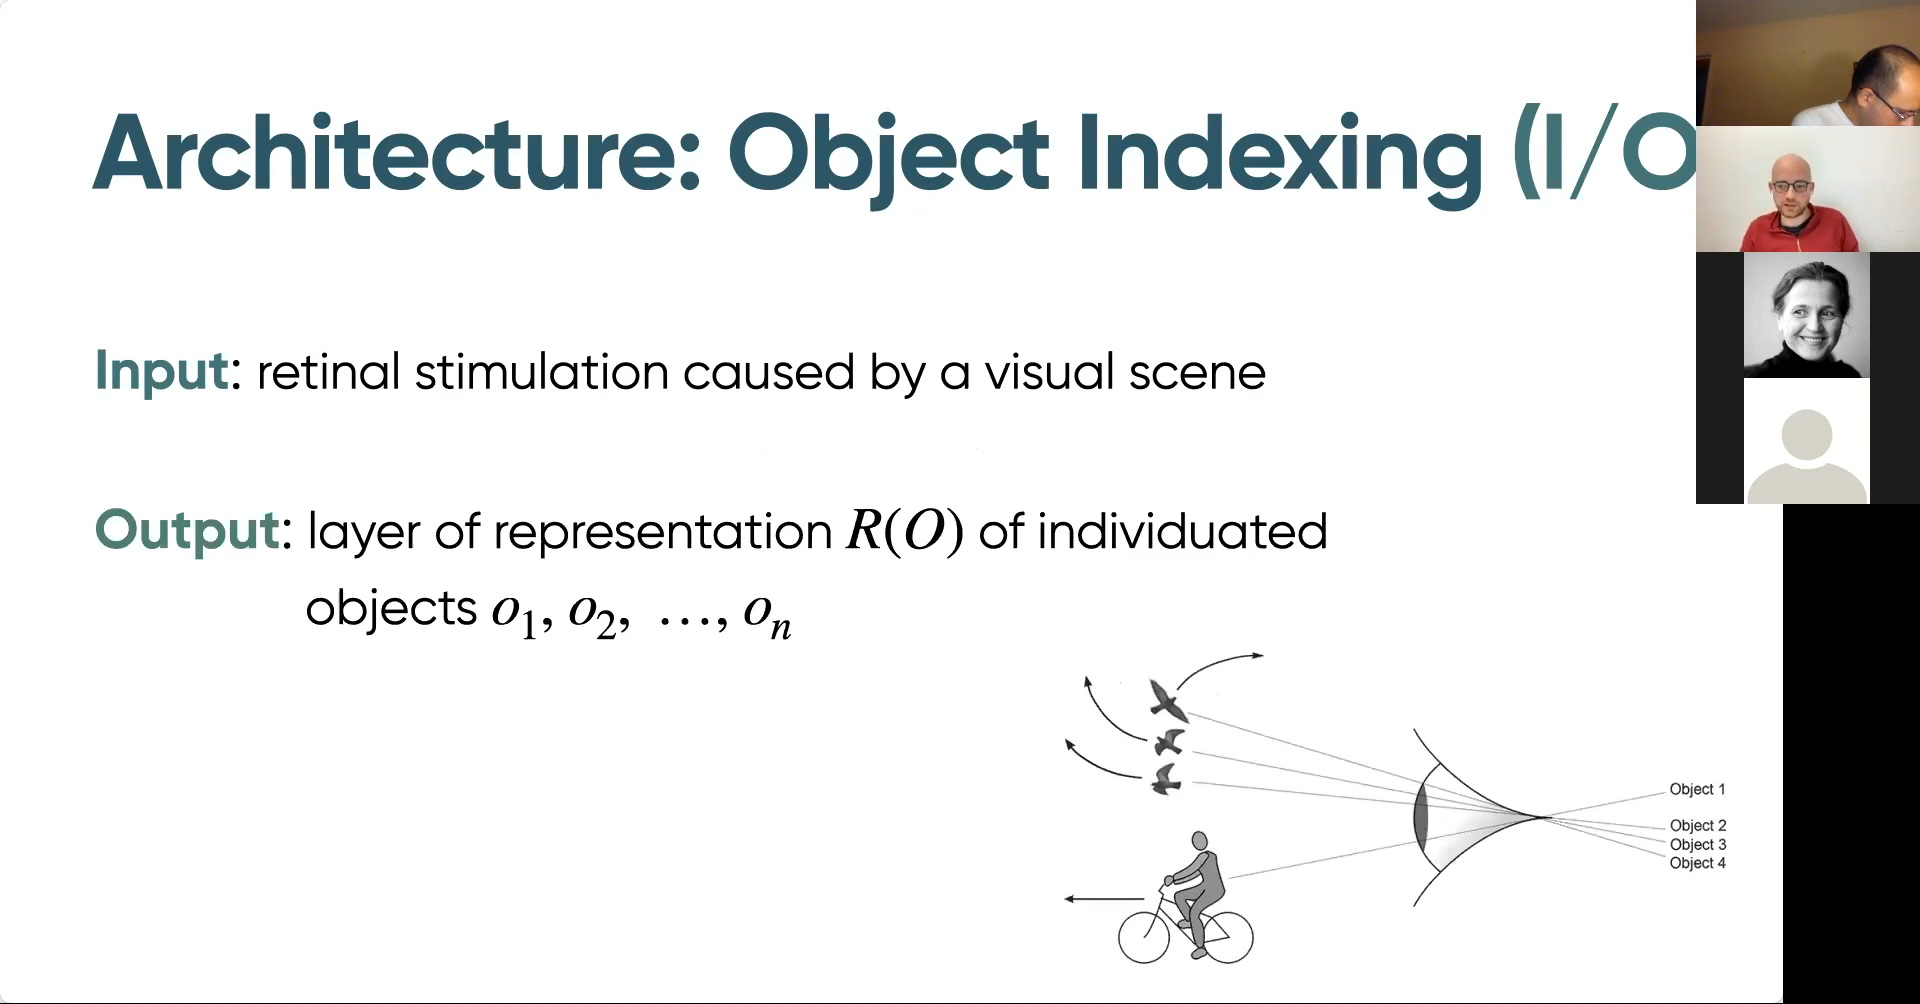 Architecture: Object Indexing (I/O
Input: retinal stimulation caused by a visual scene
Output: layer of representation R(O) of individuated
objects o₁, o₂, …, oₙ
Object 1
Object 2
Object 3
Object 4